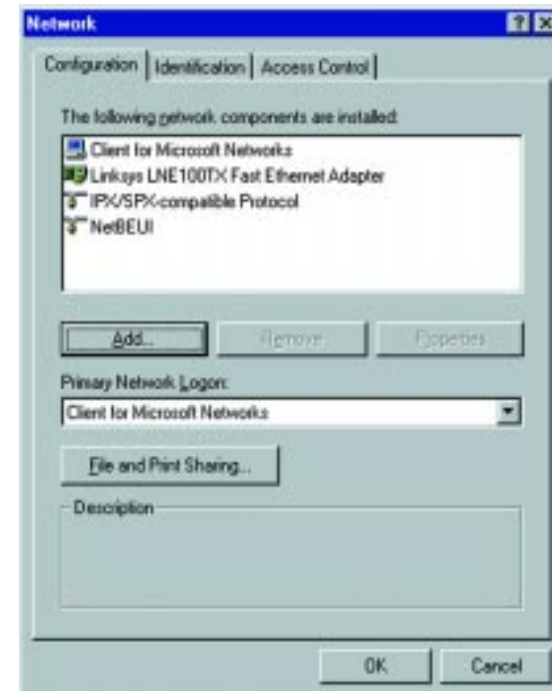 Network
Configuration Identification Access Control
The following network components are installed:
Client for Microsoft Networks
Linksys LNE100TX Fast Ethernet Adapter
IPX/SPX-compatible Protocol
NetBEUI
Add... Remove Properties
Primary Network Logon:
Client for Microsoft Networks
File and Print Sharing...
Description
OK Cancel